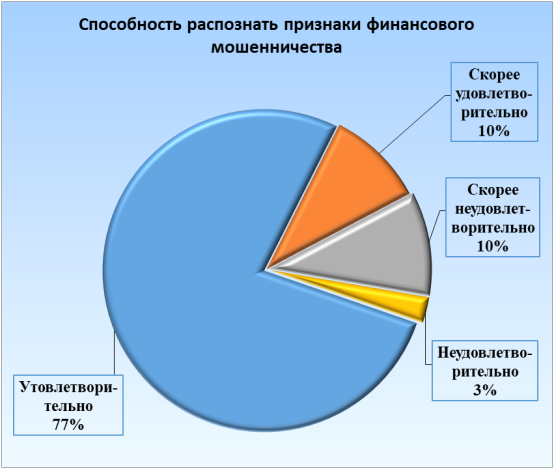 Способность распознать признаки финансового
мошенничества
Скорее
удовлетво-
рительно
10%
Скорее
неудовлет-
ворительно
10%
Неудовлетво-
рительно
3%
Утовлетвори-
тельно
77%